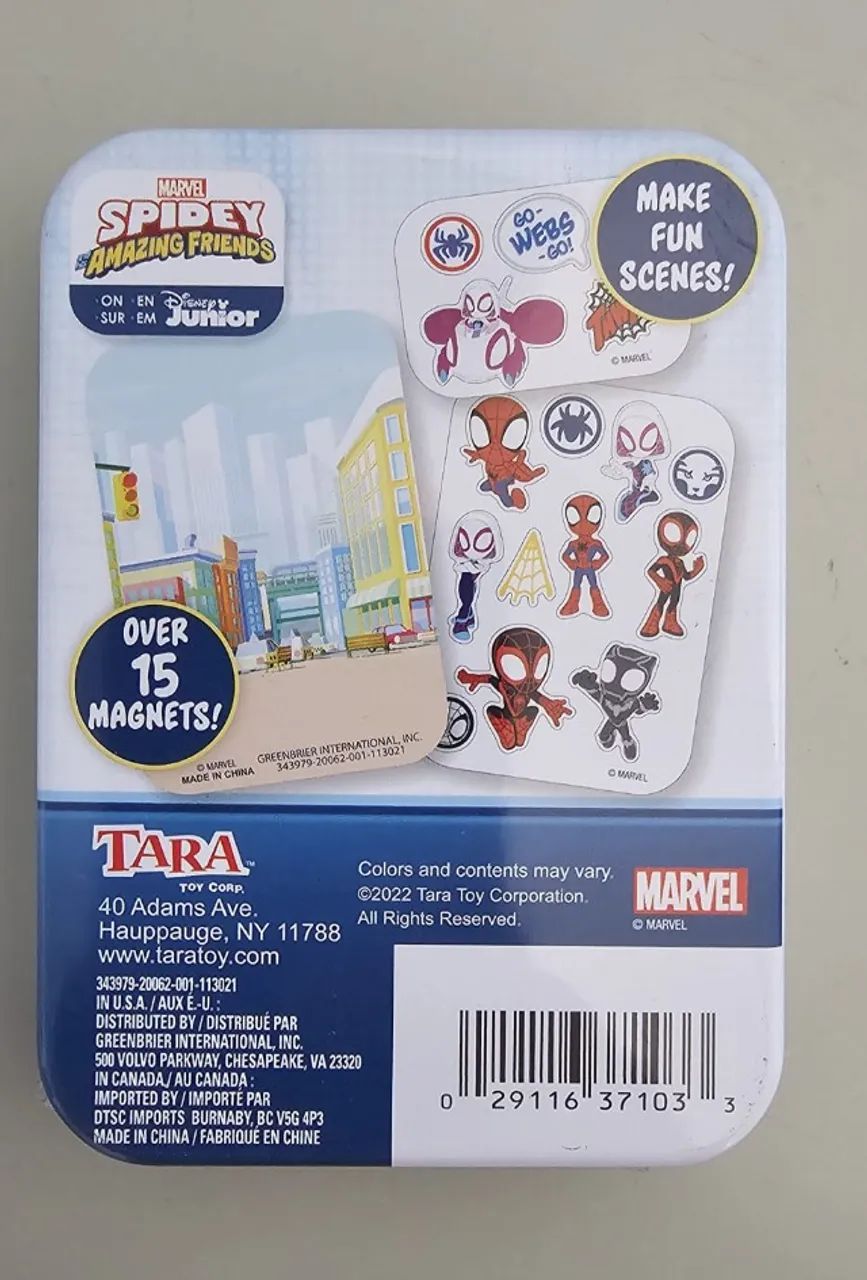 MARVEL
SPIDEY
AND HIS
AMAZING FRIENDS
· ON · EN
· SUR · EM
Disney
Junior
GO-
WEBS
-GO!
© MARVEL
MAKE
FUN
SCENES!
© MARVEL
OVER
15
MAGNETS!
© MARVEL
MADE IN CHINA
GREENBRIER INTERNATIONAL, INC.
343979-20062-001-113021
TARA™
TOY CORP.
40 Adams Ave.
Hauppauge, NY 11788
www.taratoy.com
Colors and contents may vary.
©2022 Tara Toy Corporation.
All Rights Reserved.
MARVEL
© MARVEL
343979-20062-001-113021
IN U.S.A. / AUX É.-U. :
DISTRIBUTED BY / DISTRIBUÉ PAR
GREENBRIER INTERNATIONAL, INC.
500 VOLVO PARKWAY, CHESAPEAKE, VA 23320
IN CANADA / AU CANADA :
IMPORTED BY / IMPORTÉ PAR
DTSC IMPORTS BURNABY, BC V5G 4P3
MADE IN CHINA / FABRIQUÉ EN CHINE
0 29116 37103 3